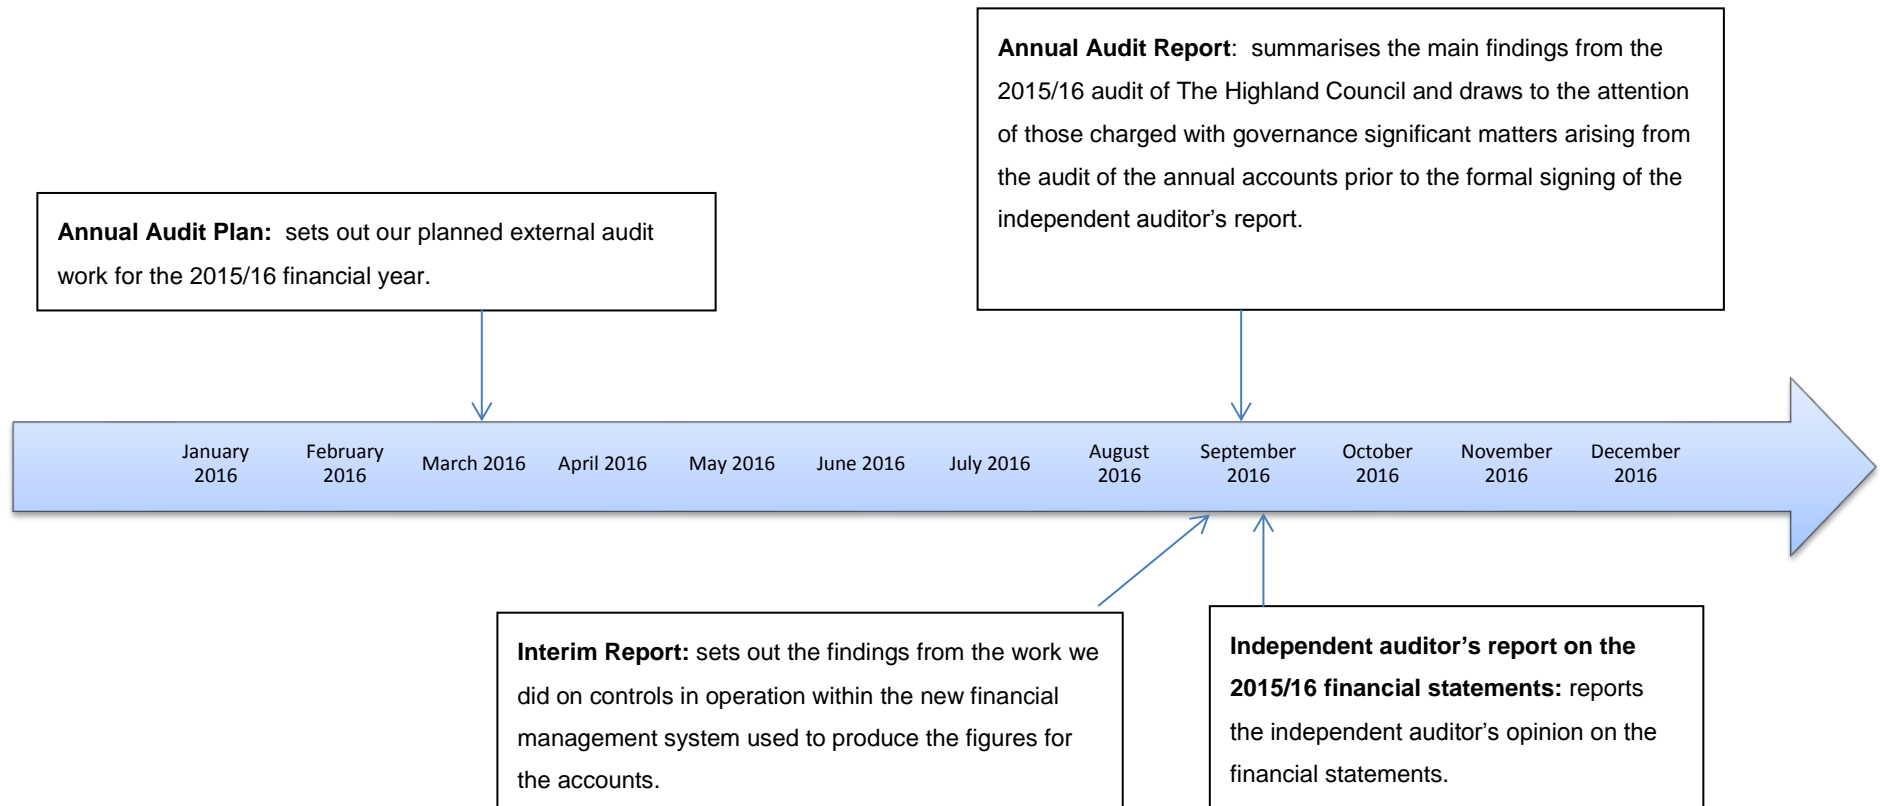 Annual Audit Report:  summarises the main findings from the
2015/16 audit of The Highland Council and draws to the attention
of those charged with governance significant matters arising from
the audit of the annual accounts prior to the formal signing of the
independent auditor’s report.
Annual Audit Plan:  sets out our planned external audit
work for the 2015/16 financial year.
January
2016
February
2016
March 2016
April 2016
May 2016
June 2016
July 2016
August
2016
September
2016
October
2016
November
2016
December
2016
Interim Report: sets out the findings from the work we
did on controls in operation within the new financial
management system used to produce the figures for
the accounts.
Independent auditor’s report on the
2015/16 financial statements: reports
the independent auditor’s opinion on the
financial statements.